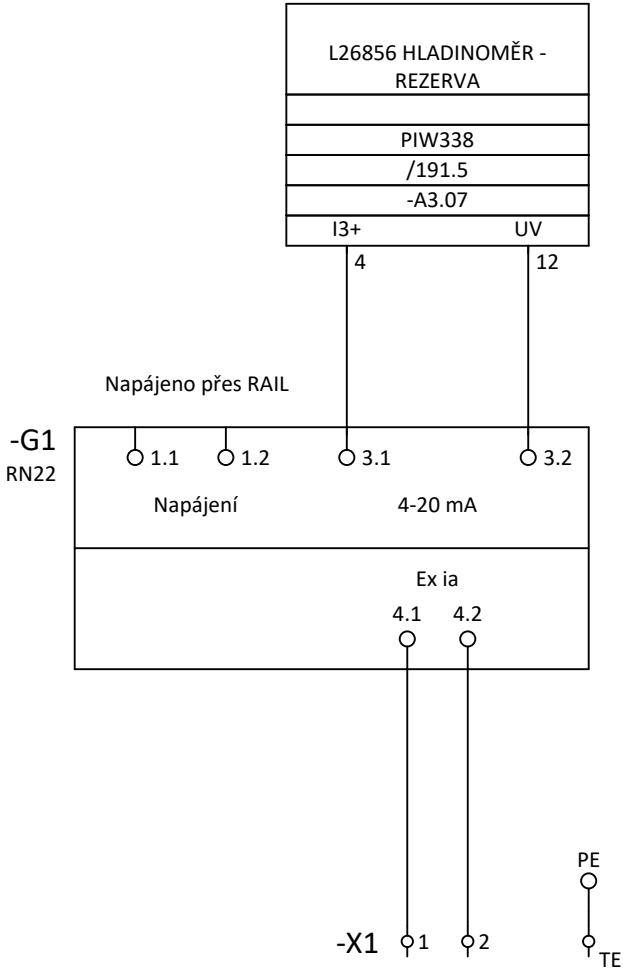 L26856 HLADINOMĚR -
REZERVA
PIW338
/191.5
-A3.07
I3+ UV
4 12
Napájeno přes RAIL
-G1
RN22
1.1 1.2 3.1 3.2
Napájení 4-20 mA
Ex ia
4.1 4.2
PE
-X1 1 2 TE